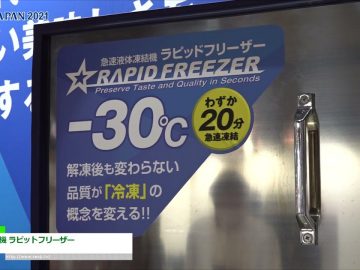 APAN 2021
急速液体凍結機 ラピッドフリーザー
RAPID FREEZER
Preserve Taste and Quality in Seconds
-30℃
わずか
20分
急速凍結
解凍後も変わらない
品質が「冷凍」の
概念を変える!!
機 ラピッドフリーザー